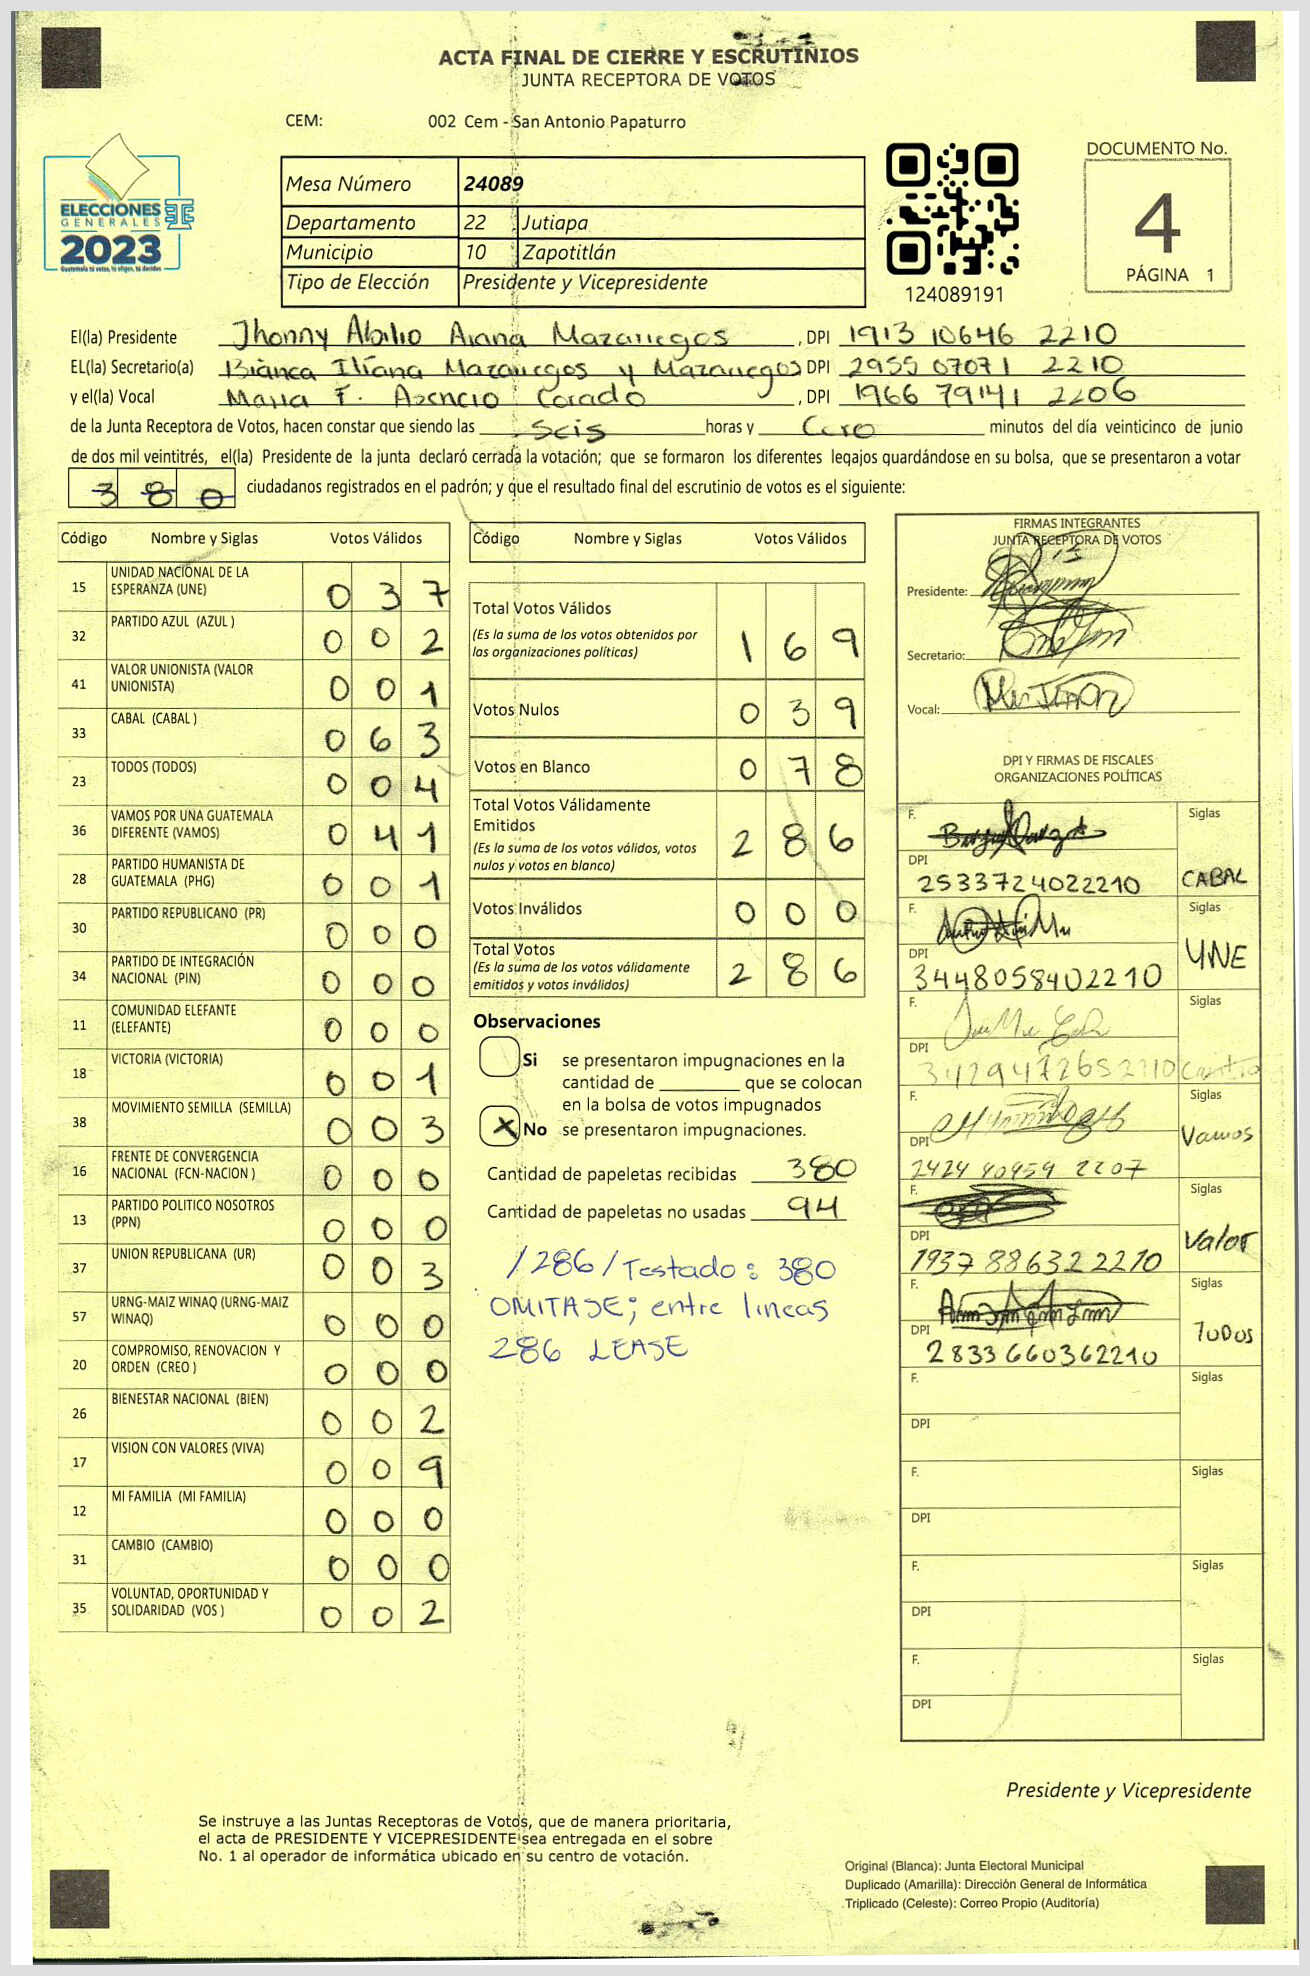 ACTA FINAL DE CIERRE Y ESCRUTINIOS
JUNTA RECEPTORA DE VOTOS
CEM: 002 Cem - San Antonio Papaturro
ELECCIONES
GENERALES
2023
Guatemala tú votas, tú eliges, tú decides
Mesa Número 24089
Departamento 22 Jutiapa
Municipio 10 Zapotitlán
Tipo de Elección Presidente y Vicepresidente
124089191
DOCUMENTO No.
4
PÁGINA 1
El(la) Presidente Jhonny Abilio Arana Mazariegos, DPI 1913 10646 2210
EL(la) Secretario(a) Bianca Iliana Mazariegos y Mazariegos DPI 2955 07071 2210
y el(la) Vocal Maria F. Asencio Corado, DPI 1966 79141 2206
de la Junta Receptora de Votos, hacen constar que siendo las Seis horas y Cero minutos del día veinticinco de junio
de dos mil veintitrés, el(la) Presidente de la junta declaró cerrada la votación; que se formaron los diferentes legajos guardándose en su bolsa, que se presentaron a votar
380 ciudadanos registrados en el padrón; y que el resultado final del escrutinio de votos es el siguiente:
Código Nombre y Siglas Votos Válidos
15 UNIDAD NACIONAL DE LA ESPERANZA (UNE) 0 3 7
32 PARTIDO AZUL (AZUL ) 0 0 2
41 VALOR UNIONISTA (VALOR UNIONISTA) 0 0 1
33 CABAL (CABAL ) 0 6 3
23 TODOS (TODOS) 0 0 4
36 VAMOS POR UNA GUATEMALA DIFERENTE (VAMOS) 0 4 1
28 PARTIDO HUMANISTA DE GUATEMALA (PHG) 0 0 1
30 PARTIDO REPUBLICANO (PR) 0 0 0
34 PARTIDO DE INTEGRACIÓN NACIONAL (PIN) 0 0 0
11 COMUNIDAD ELEFANTE (ELEFANTE) 0 0 0
18 VICTORIA (VICTORIA) 0 0 1
38 MOVIMIENTO SEMILLA (SEMILLA) 0 0 3
16 FRENTE DE CONVERGENCIA NACIONAL (FCN-NACION ) 0 0 0
13 PARTIDO POLITICO NOSOTROS (PPN) 0 0 0
37 UNION REPUBLICANA (UR) 0 0 3
57 URNG-MAIZ WINAQ (URNG-MAIZ WINAQ) 0 0 0
20 COMPROMISO, RENOVACION Y ORDEN (CREO ) 0 0 0
26 BIENESTAR NACIONAL (BIEN) 0 0 2
17 VISION CON VALORES (VIVA) 0 0 9
12 MI FAMILIA (MI FAMILIA) 0 0 0
31 CAMBIO (CAMBIO) 0 0 0
35 VOLUNTAD, OPORTUNIDAD Y SOLIDARIDAD (VOS ) 0 0 2
Código Nombre y Siglas Votos Válidos
Total Votos Válidos 1 6 9
(Es la suma de los votos obtenidos por
las organizaciones políticas)
Votos Nulos 0 3 9
Votos en Blanco 0 7 8
Total Votos Válidamente
Emitidos 2 8 6
(Es la suma de los votos válidos, votos
nulos y votos en blanco)
Votos Inválidos 0 0 0
Total Votos 2 8 6
(Es la suma de los votos válidamente
emitidos y votos inválidos)
Observaciones
Si se presentaron impugnaciones en la
cantidad de ________ que se colocan
en la bolsa de votos impugnados
X No se presentaron impugnaciones.
Cantidad de papeletas recibidas 380
Cantidad de papeletas no usadas 94
/286/Testado: 380
OMITASE; entre lineas
286 LEASE
FIRMAS INTEGRANTES
JUNTA RECEPTORA DE VOTOS
Presidente:
Secretario:
Vocal:
DPI Y FIRMAS DE FISCALES
ORGANIZACIONES POLÍTICAS
F. Siglas
DPI 2533724022210 CABAL
F. Siglas
DPI 3448058402210 UNE
F. Siglas
DPI 3429472652210
F. Siglas
DPI 2424 40959 2207 Vamos
F. Siglas
DPI 1937 88632 2210 Valor
F. Siglas
DPI 2833660362210 TODOS
F. Siglas
DPI
F. Siglas
DPI
F. Siglas
DPI
F. Siglas
DPI
Presidente y Vicepresidente
Se instruye a las Juntas Receptoras de Votos, que de manera prioritaria,
el acta de PRESIDENTE Y VICEPRESIDENTE sea entregada en el sobre
No. 1 al operador de informática ubicado en su centro de votación.
Original (Blanca): Junta Electoral Municipal
Duplicado (Amarilla): Dirección General de Informática
Triplicado (Celeste): Correo Propio (Auditoría)